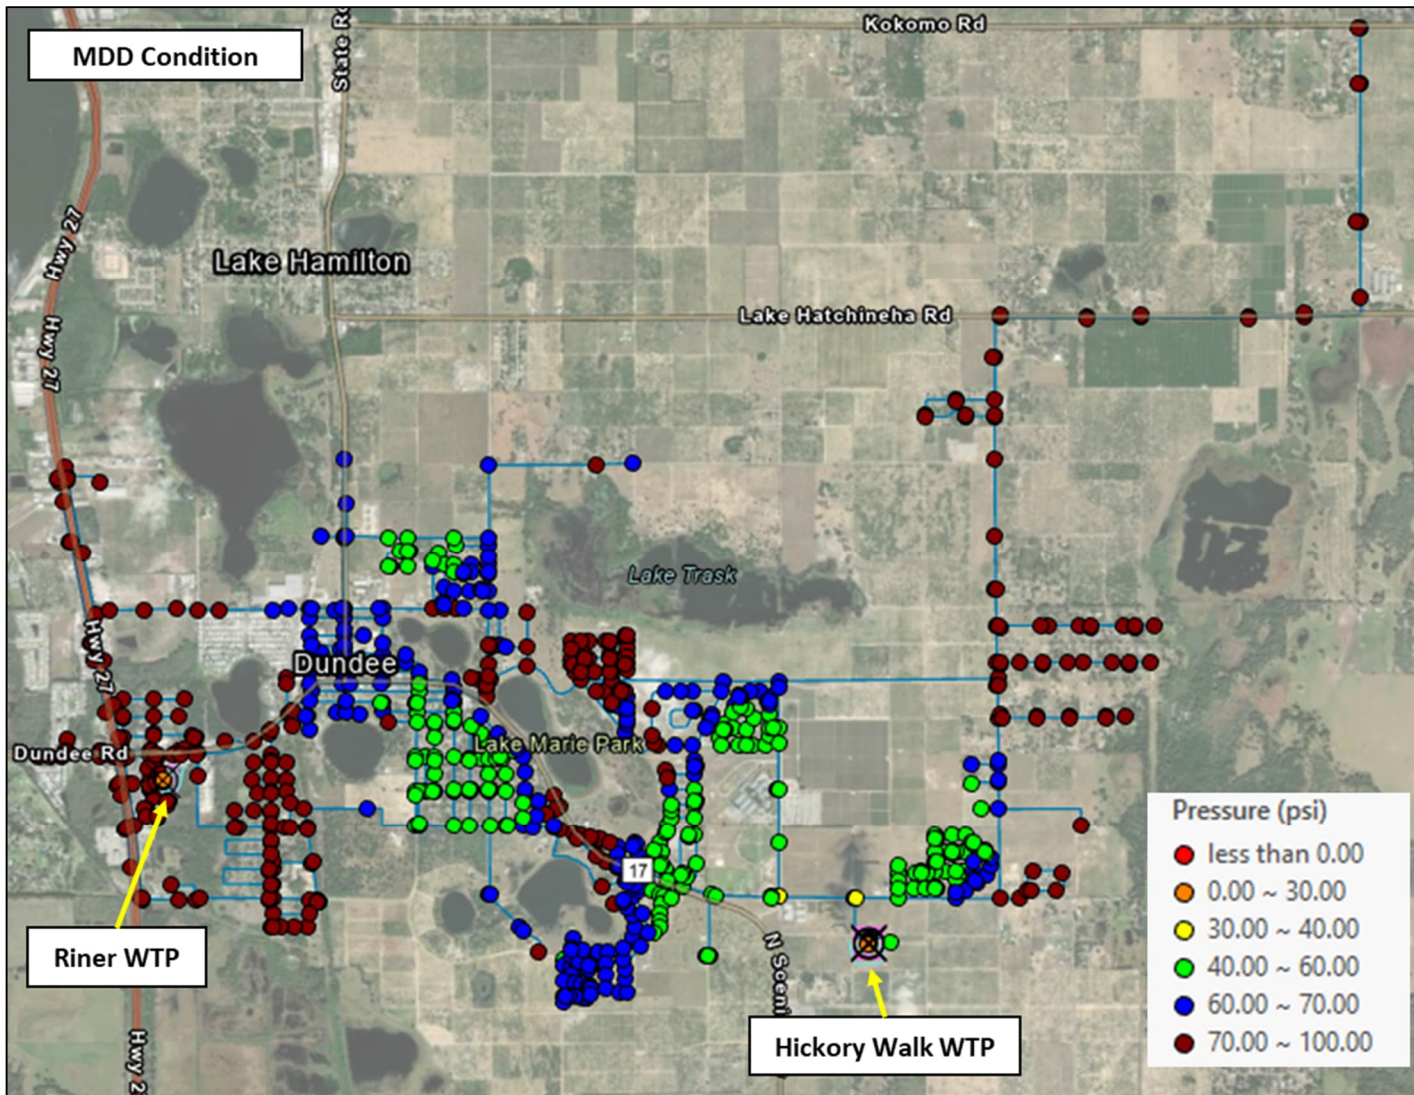 MDD Condition
Kokomo Rd
State Rd
Hwy 27
Lake Hamilton
Lake Hatchineha Rd
Hwy 27
Lake Trask
Hwy 27
Dundee
Lake Marie Park
Dundee Rd
17
Riner WTP
N Sceni
Hickory Walk WTP
Hwy 2
Pressure (psi)
less than 0.00
0.00 ~ 30.00
30.00 ~ 40.00
40.00 ~ 60.00
60.00 ~ 70.00
70.00 ~ 100.00